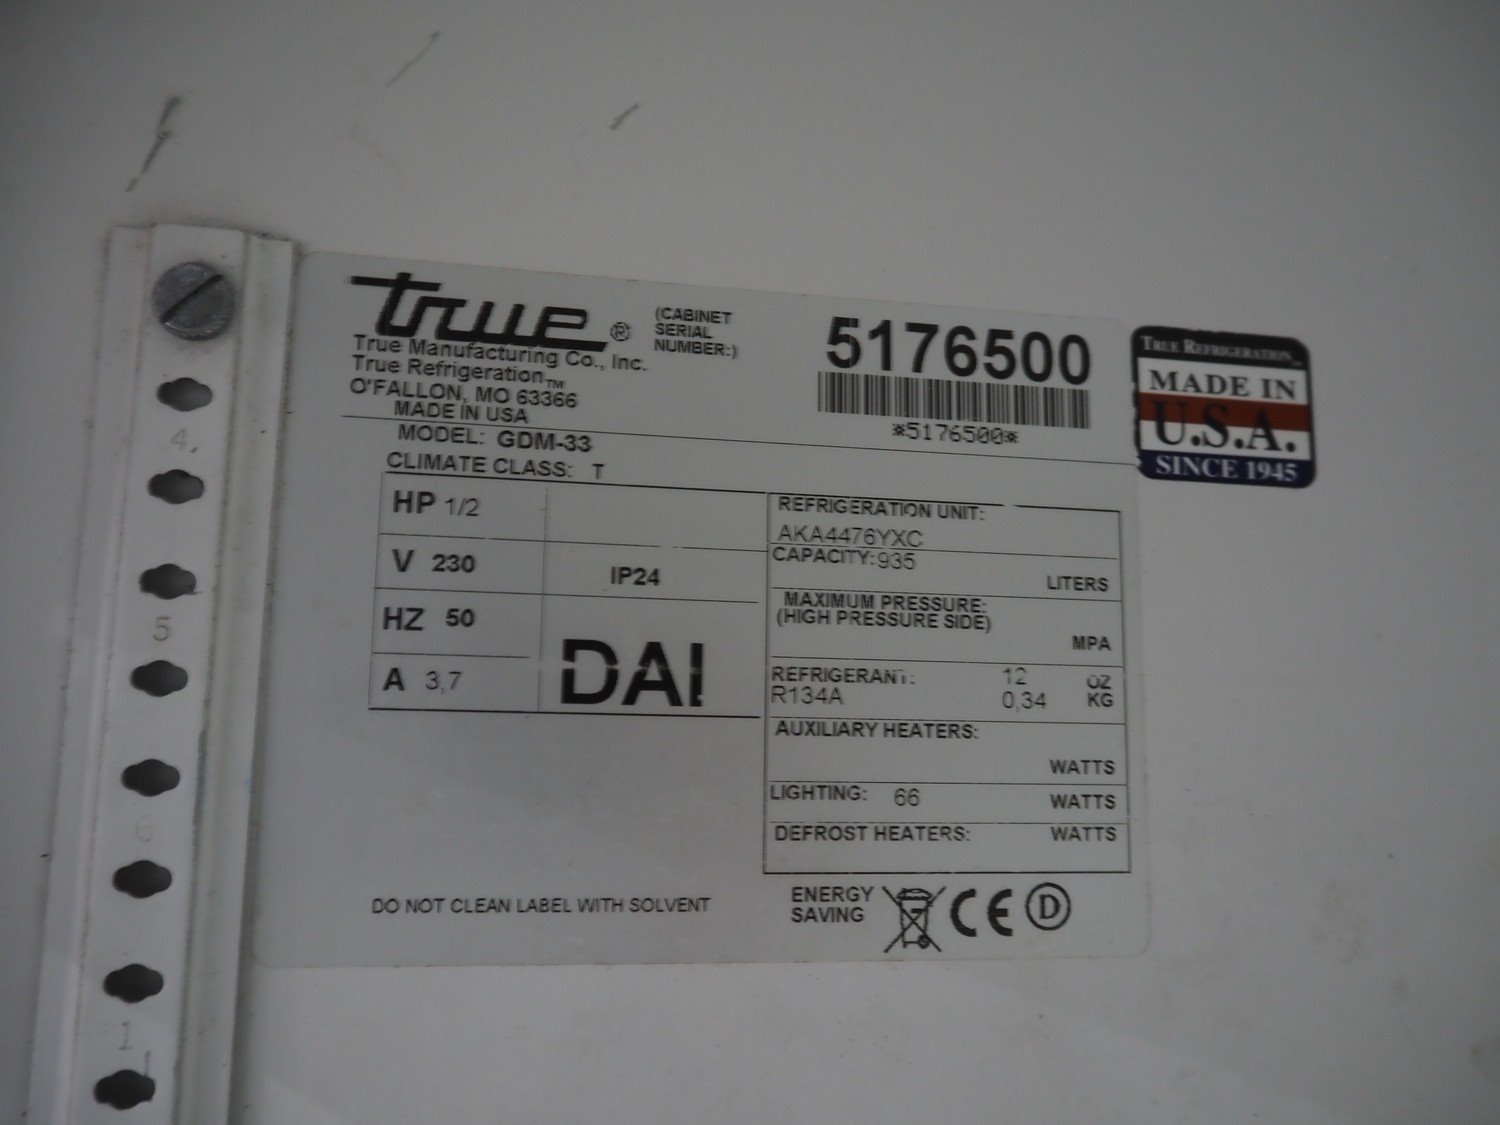 true®
(CABINET
SERIAL
NUMBER:)
5176500
*5176500*
True Manufacturing Co., Inc.
True Refrigeration™
O'FALLON, MO 63366
MADE IN USA
TRUE REFRIGERATION™
MADE IN
U.S.A.
SINCE 1945
MODEL: GDM-33
CLIMATE CLASS: T
HP 1/2
V 230
IP24
HZ 50
A 3,7
DAI
REFRIGERATION UNIT:
AKA4476YXC
CAPACITY: 935
LITERS
MAXIMUM PRESSURE:
(HIGH PRESSURE SIDE)
MPA
REFRIGERANT: 12 OZ
R134A 0,34 KG
AUXILIARY HEATERS:
WATTS
LIGHTING: 66 WATTS
DEFROST HEATERS: WATTS
DO NOT CLEAN LABEL WITH SOLVENT
ENERGY
SAVING
CE
D
4
5
6
1